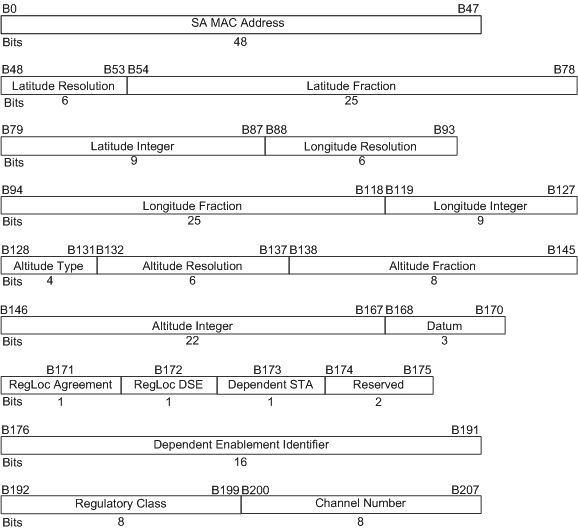 B0 B47
SA MAC Address
Bits 48
B48 B53 B54 B78
Latitude Resolution Latitude Fraction
Bits 6 25
B79 B87 B88 B93
Latitude Integer Longitude Resolution
Bits 9 6
B94 B118 B119 B127
Longitude Fraction Longitude Integer
Bits 25 9
B128 B131 B132 B137 B138 B145
Altitude Type Altitude Resolution Altitude Fraction
Bits 4 6 8
B146 B167 B168 B170
Altitude Integer Datum
Bits 22 3
B171 B172 B173 B174 B175
RegLoc Agreement RegLoc DSE Dependent STA Reserved
Bits 1 1 1 2
B176 B191
Dependent Enablement Identifier
Bits 16
B192 B199 B200 B207
Regulatory Class Channel Number
Bits 8 8